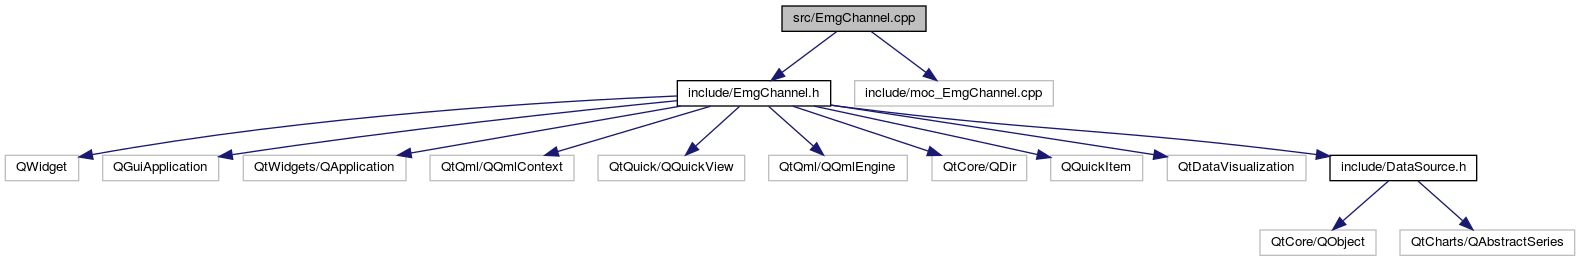 src/EmgChannel.cpp
include/EmgChannel.h
include/moc_EmgChannel.cpp
QWidget
QGuiApplication
QtWidgets/QApplication
QtQml/QQmlContext
QtQuick/QQuickView
QtQml/QQmlEngine
QtCore/QDir
QQuickItem
QtDataVisualization
include/DataSource.h
QtCore/QObject
QtCharts/QAbstractSeries